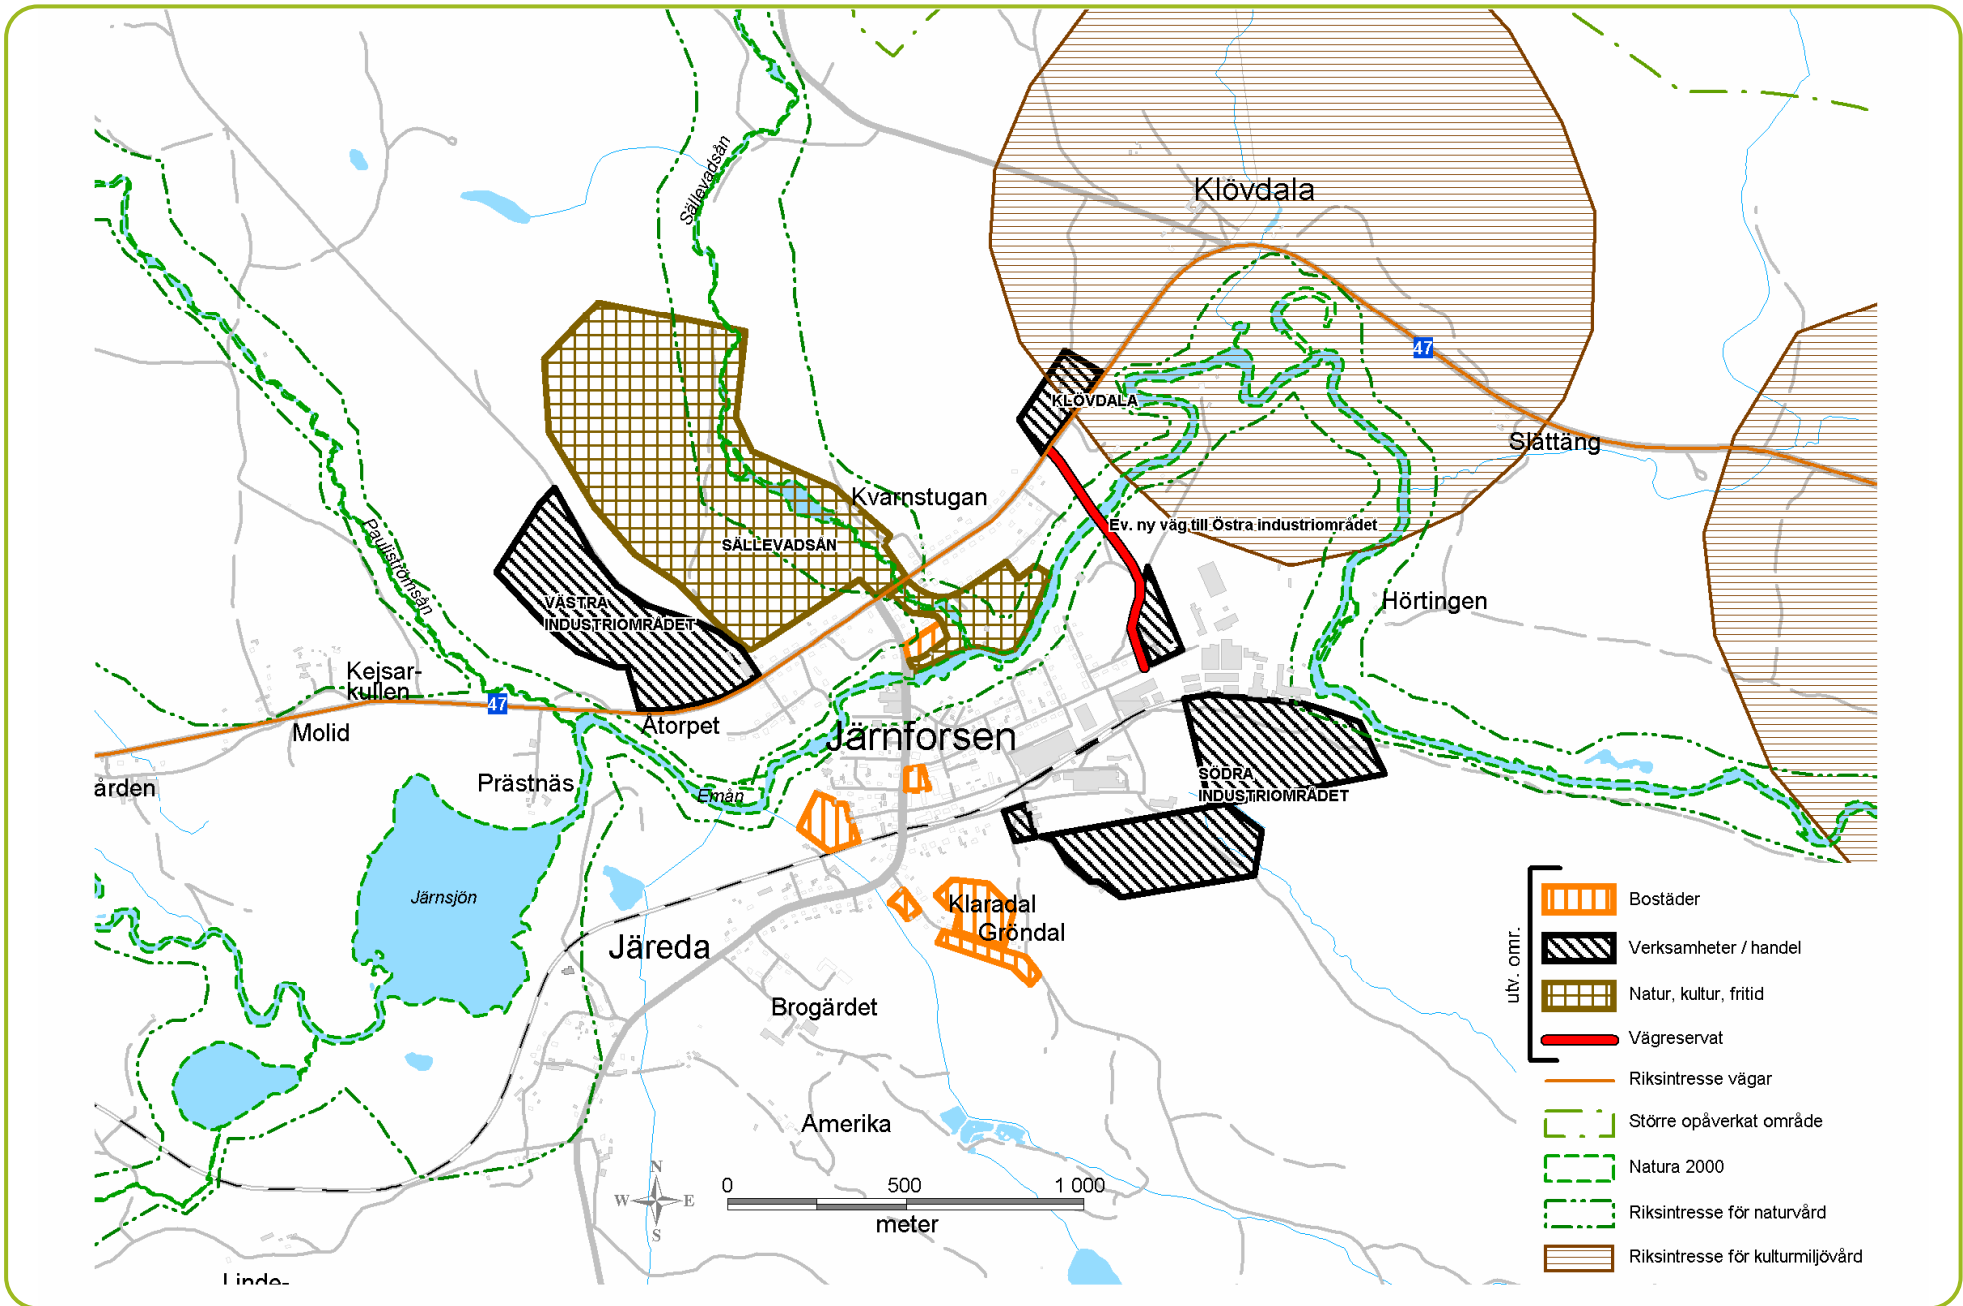 Sällevadsån
Klövdala
47
KLÖVDALA
Slättäng
Kvarnstugan
Ev. ny väg till Östra industriområdet
SÄLLEVADSÅN
Pauliströmsån
VÄSTRA
INDUSTRIOMRÅDET
Hörtingen
Kejsar-
kullen
47
Molid
Åtorpet
Järnforsen
Prästnäs
ården
Emån
SÖDRA
INDUSTRIOMRÅDET
Järnsjön
Klaradal
Gröndal
Järeda
Brogärdet
Amerika
N
W
E
S
0
500
1 000
meter
Linde-
utv. omr.
Bostäder
Verksamheter / handel
Natur, kultur, fritid
Vägreservat
Riksintresse vägar
Större opåverkat område
Natura 2000
Riksintresse för naturvård
Riksintresse för kulturmiljövård